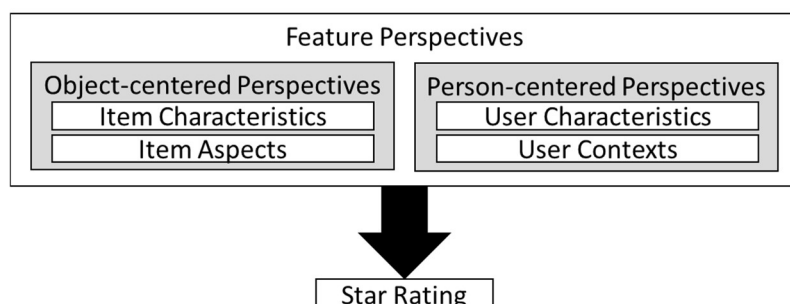 Feature Perspectives
Object-centered Perspectives
Item Characteristics
Item Aspects
Person-centered Perspectives
User Characteristics
User Contexts
Star Rating